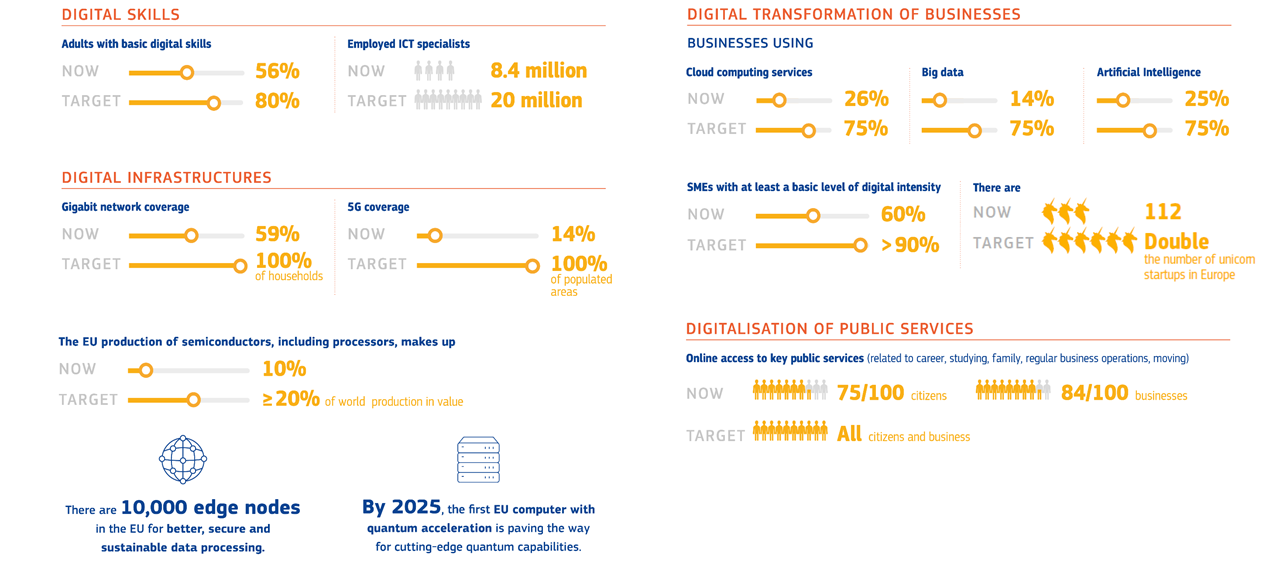 DIGITAL SKILLS
Adults with basic digital skills
NOW 56%
TARGET 80%
Employed ICT specialists
NOW 8.4 million
TARGET 20 million
DIGITAL INFRASTRUCTURES
Gigabit network coverage
NOW 59%
TARGET 100%
of households
5G coverage
NOW 14%
TARGET 100%
of populated
areas
The EU production of semiconductors, including processors, makes up
NOW 10%
TARGET ≥20% of world production in value
There are 10,000 edge nodes
in the EU for better, secure and
sustainable data processing.
By 2025, the first EU computer with
quantum acceleration is paving the way
for cutting-edge quantum capabilities.
DIGITAL TRANSFORMATION OF BUSINESSES
BUSINESSES USING
Cloud computing services
NOW 26%
TARGET 75%
Big data
14%
75%
Artificial Intelligence
25%
75%
SMEs with at least a basic level of digital intensity
NOW 60%
TARGET >90%
There are
NOW 112
TARGET Double
the number of unicorn
startups in Europe
DIGITALISATION OF PUBLIC SERVICES
Online access to key public services (related to career, studying, family, regular business operations, moving)
NOW 75/100 citizens 84/100 businesses
TARGET All citizens and business